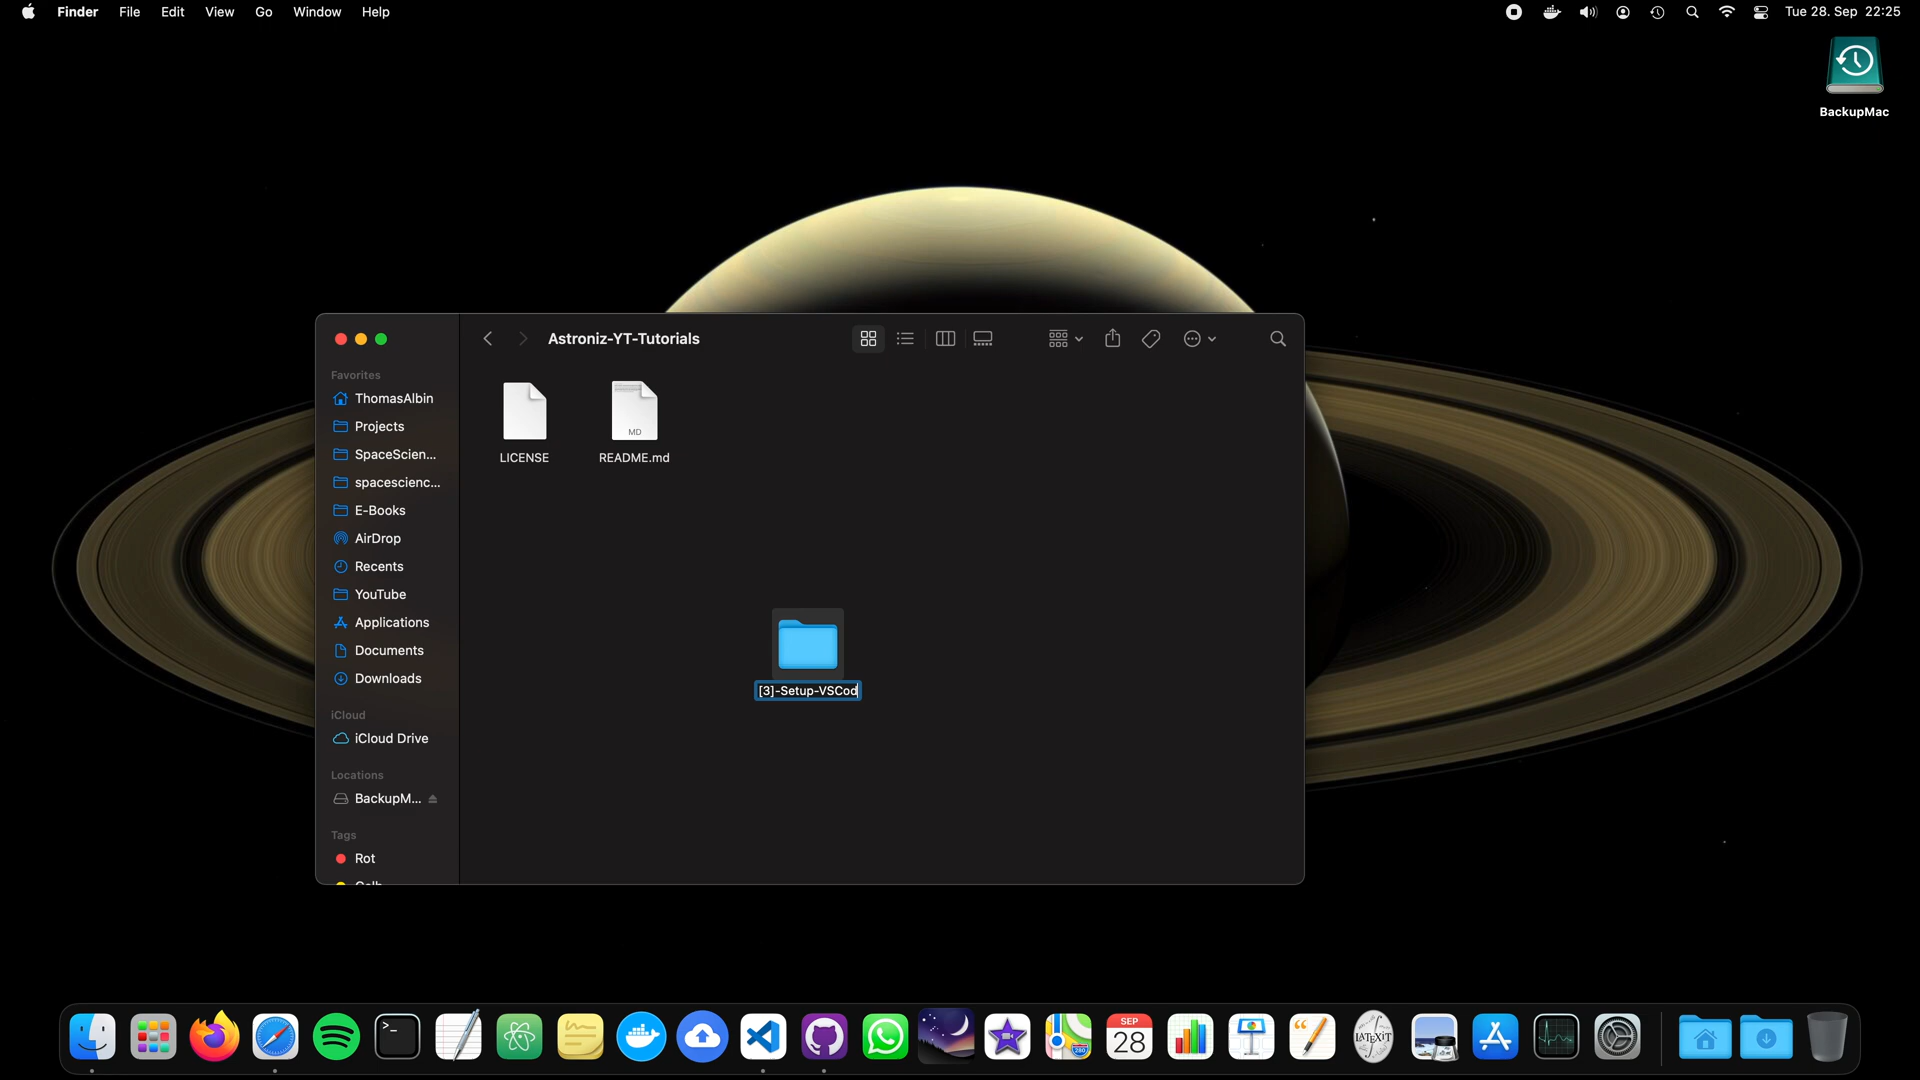 Finder File Edit View Go Window Help Tue 28. Sep 22:25
BackupMac
Astroniz-YT-Tutorials
Favorites
ThomasAlbin
Projects
SpaceScien...
spacescienc...
E-Books
AirDrop
Recents
YouTube
Applications
Documents
Downloads
iCloud
iCloud Drive
Locations
BackupM...
Tags
Rot
MD
LICENSE README.md
[3]-Setup-VSCod
SEP
28
LATEXIT